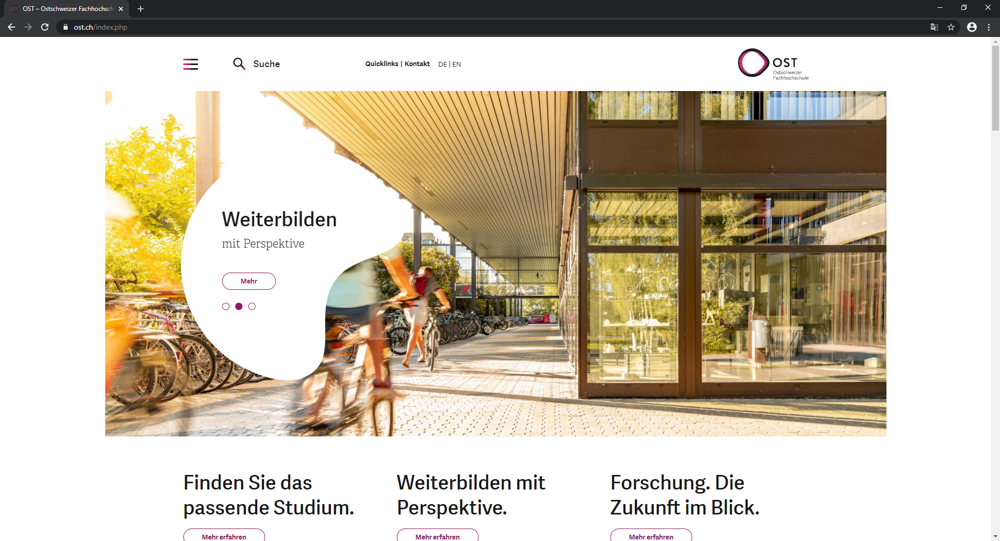 OST – Ostschweizer Fachhochsch
ost.ch/index.php
Suche
Quicklinks | Kontakt DE | EN
OST
Ostschweizer
Fachhochschule
Weiterbilden
mit Perspektive
Mehr
Finden Sie das
passende Studium.
Mehr erfahren
Weiterbilden mit
Perspektive.
Mehr erfahren
Forschung. Die
Zukunft im Blick.
Mehr erfahren